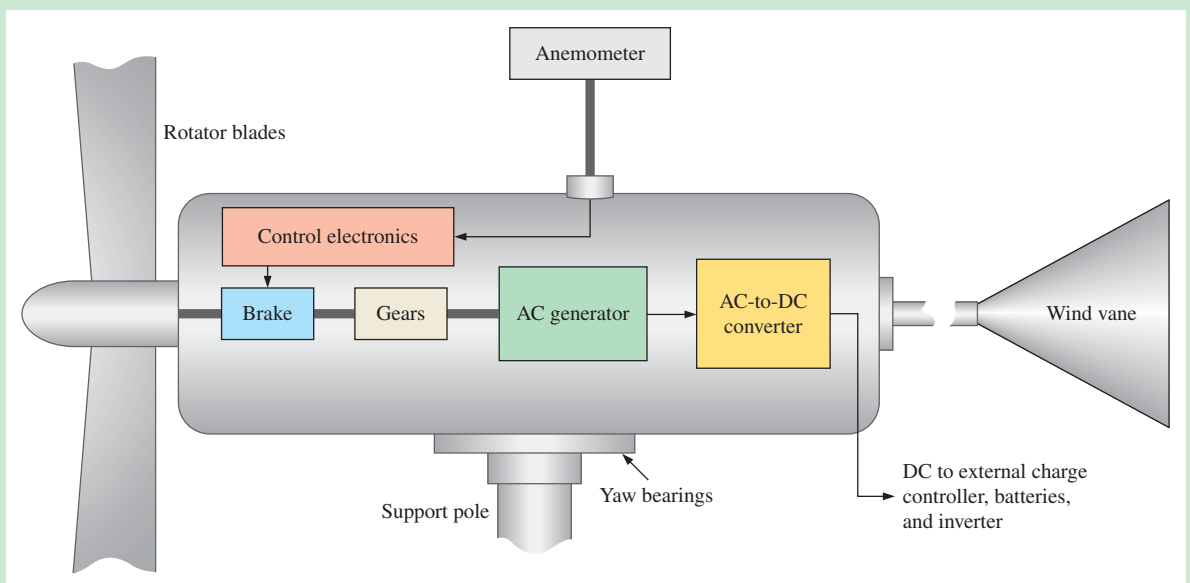 Anemometer
Rotator blades
Control electronics
Brake
Gears
AC generator
AC-to-DC
converter
Wind vane
Yaw bearings
Support pole
DC to external charge
controller, batteries,
and inverter